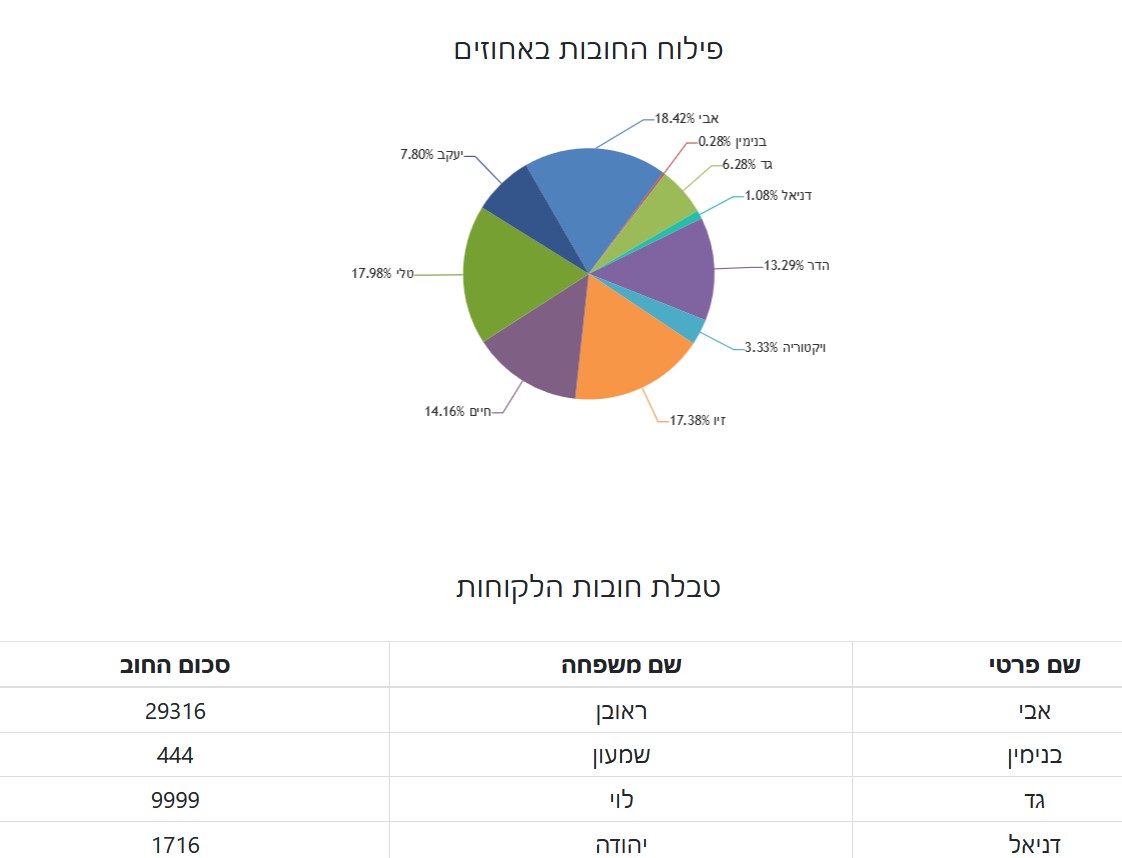 פילוח החובות באחוזים
אבי 18.42%
בנימין 0.28%
גד 6.28%
דניאל 1.08%
הדר 13.29%
ויקטוריה 3.33%
זיו 17.38%
חיים 14.16%
טלי 17.98%
יעקב 7.80%
טבלת חובות הלקוחות
שם פרטי שם משפחה סכום החוב
אבי ראובן 29316
בנימין שמעון 444
גד לוי 9999
דניאל יהודה 1716